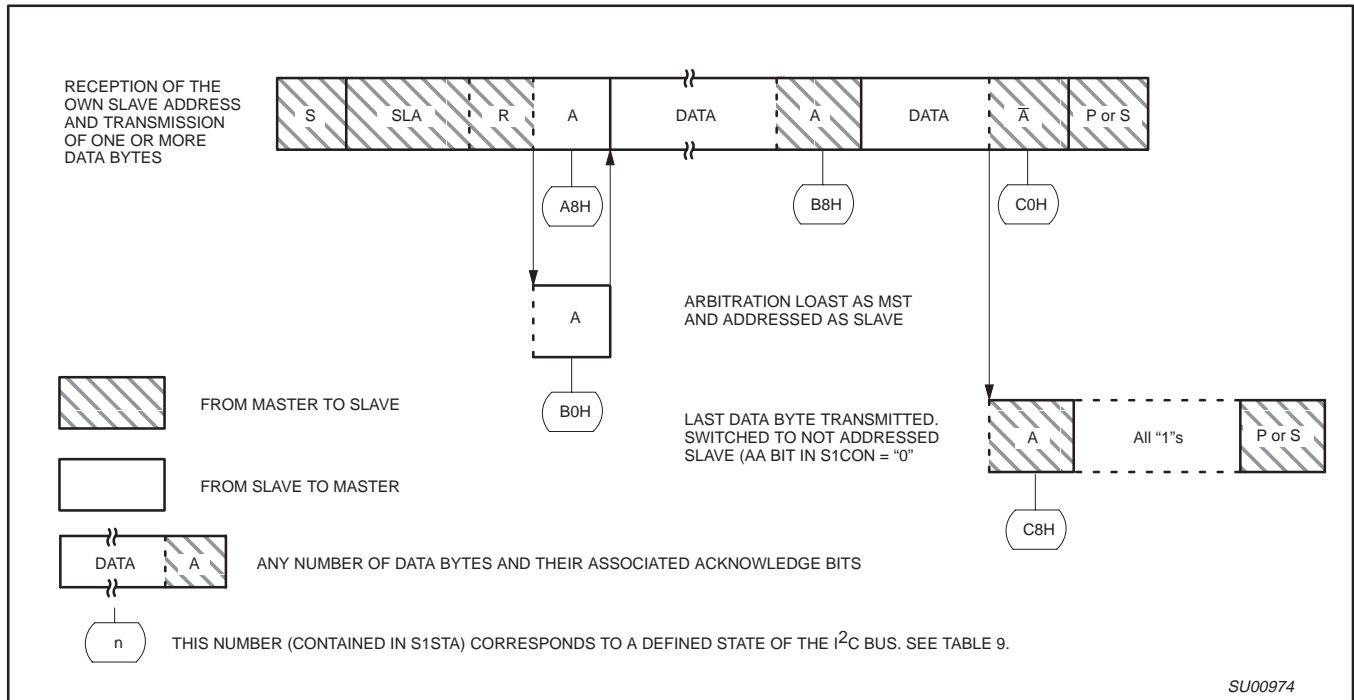 RECEPTION OF THE
OWN SLAVE ADDRESS
AND TRANSMISSION
OF ONE OR MORE
DATA BYTES
S SLA R A DATA A DATA A̅ P or S
A8H B8H C0H
A
ARBITRATION LOAST AS MST
AND ADDRESSED AS SLAVE
B0H
FROM MASTER TO SLAVE
LAST DATA BYTE TRANSMITTED.
SWITCHED TO NOT ADDRESSED
SLAVE (AA BIT IN S1CON = “0”
A All “1”s P or S
C8H
FROM SLAVE TO MASTER
DATA A ANY NUMBER OF DATA BYTES AND THEIR ASSOCIATED ACKNOWLEDGE BITS
n THIS NUMBER (CONTAINED IN S1STA) CORRESPONDS TO A DEFINED STATE OF THE I²C BUS. SEE TABLE 9.
SU00974